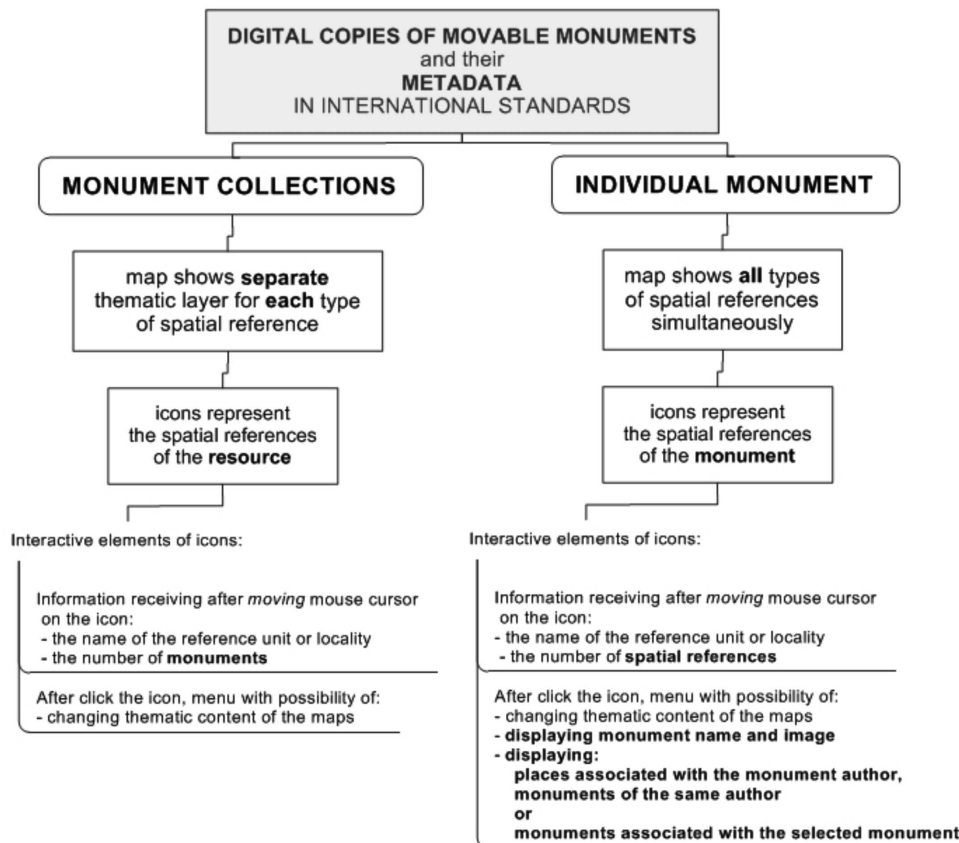 DIGITAL COPIES OF MOVABLE MONUMENTS
and their
METADATA
IN INTERNATIONAL STANDARDS
MONUMENT COLLECTIONS
map shows separate
thematic layer for each type
of spatial reference
icons represent
the spatial references
of the resource
Interactive elements of icons:
Information receiving after moving mouse cursor
on the icon:
- the name of the reference unit or locality
- the number of monuments
After click the icon, menu with possibility of:
- changing thematic content of the maps
INDIVIDUAL MONUMENT
map shows all types
of spatial references
simultaneously
icons represent
the spatial references
of the monument
Interactive elements of icons:
Information receiving after moving mouse cursor
on the icon:
- the name of the reference unit or locality
- the number of spatial references
After click the icon, menu with possibility of:
- changing thematic content of the maps
- displaying monument name and image
- displaying:
places associated with the monument author,
monuments of the same author
or
monuments associated with the selected monument